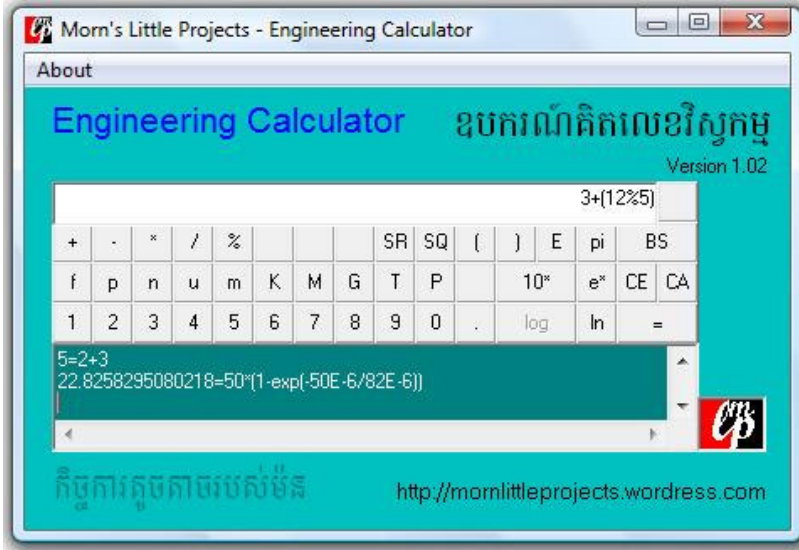 Morn's Little Projects - Engineering Calculator
About
Engineering Calculator ឧបករណ៍គិតលេខវិស្វកម្ម
Version 1.02
3+(12%5)
+ - * / % SR SQ ( ) E pi BS
f p n u m K M G T P 10ˣ eˣ CE CA
1 2 3 4 5 6 7 8 9 0 . log ln =
5=2+3
22.8258295080218=50*(1-exp(-50E-6/82E-6))
កិច្ចការតូចតាចរបស់ម៉ន http://mornlittleprojects.wordress.com